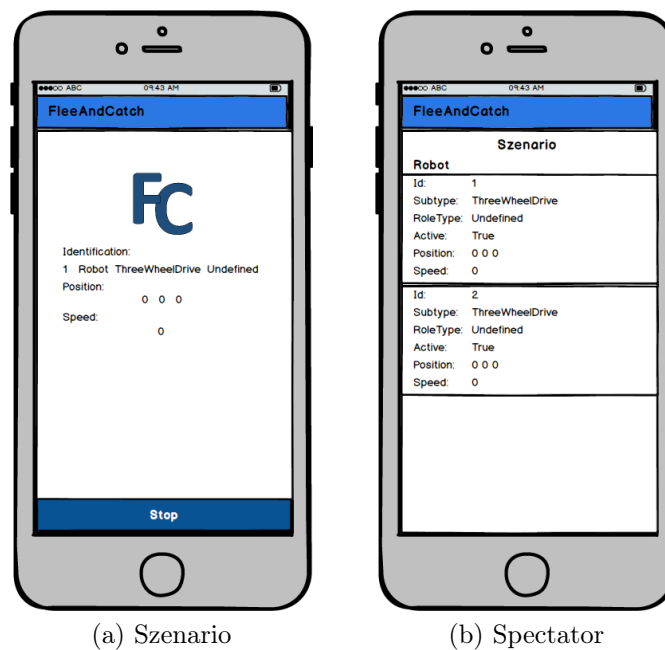 ABC 09:43 AM
FleeAndCatch
FC
Identification:
1 Robot ThreeWheelDrive Undefined
Position:
0 0 0
Speed:
0
Stop
(a) Szenario
ABC 09:43 AM
FleeAndCatch
Szenario
Robot
Id: 1
Subtype: ThreeWheelDrive
RoleType: Undefined
Active: True
Position: 0 0 0
Speed: 0
Id: 2
Subtype: ThreeWheelDrive
RoleType: Undefined
Active: True
Position: 0 0 0
Speed: 0
(b) Spectator